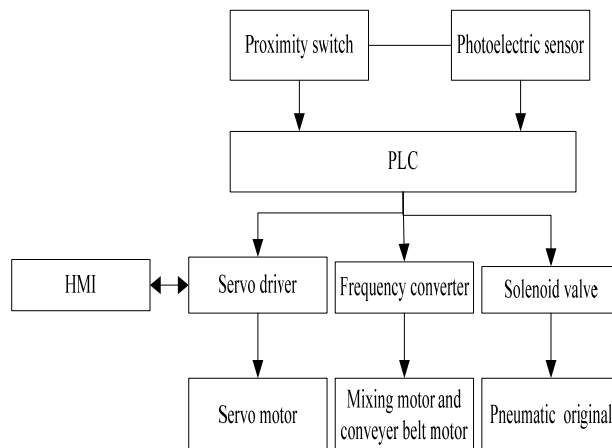 Proximity switch
Photoelectric sensor
PLC
HMI
Servo driver
Frequency converter
Solenoid valve
Servo motor
Mixing motor and
conveyer belt motor
Pneumatic original